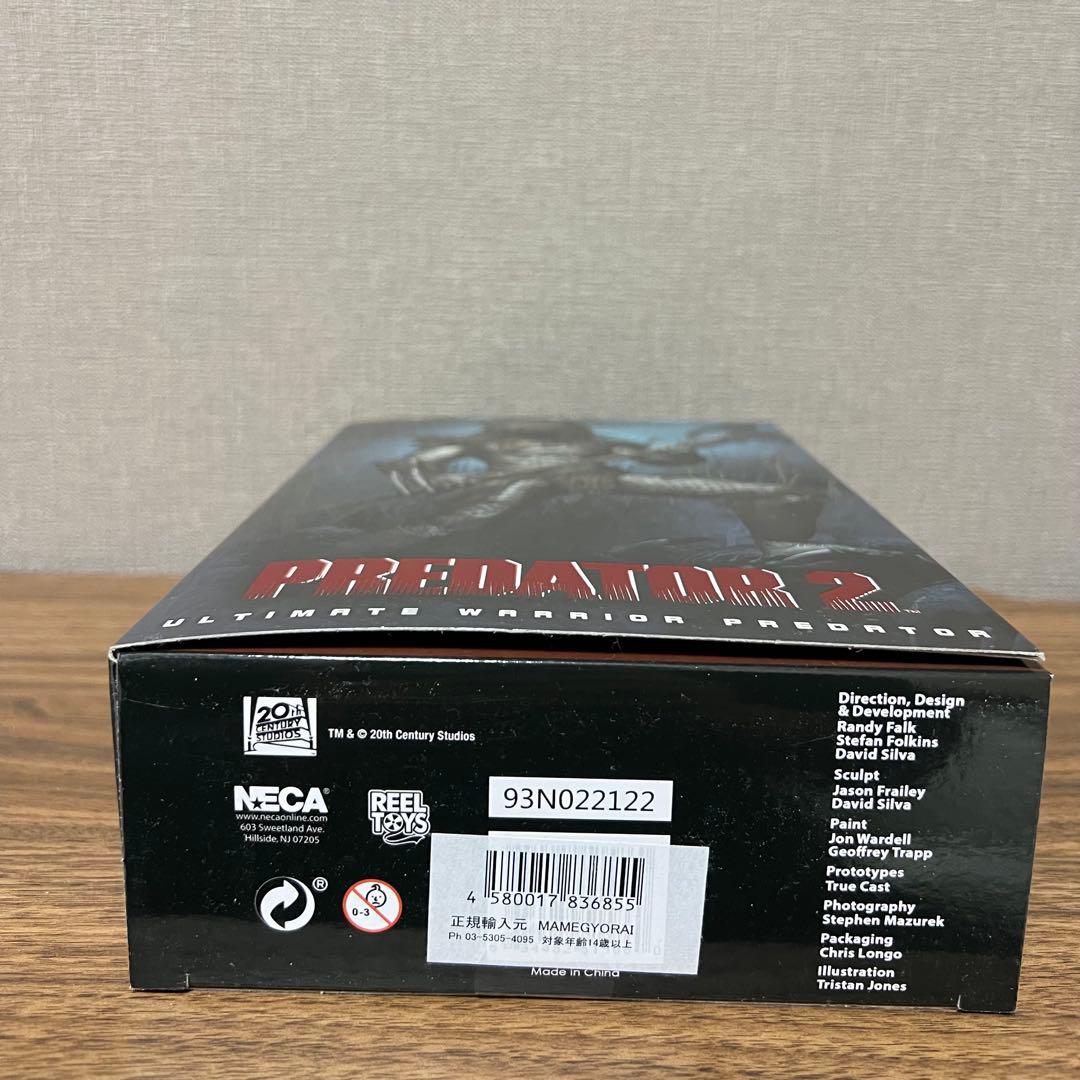 PREDATOR 2 ™
ULTIMATE WARRIOR PREDATOR
20th
CENTURY
STUDIOS
TM & © 20th Century Studios
NECA®
www.necaonline.com
603 Sweetland Ave.
Hillside, NJ 07205
REEL
TOYS
93N022122
4 580017 836855
正規輸入元 MAMEGYORAI
Ph 03-5305-4095 対象年齢14歳以上
Made in China
®
0-3
Direction, Design
& Development
Randy Falk
Stefan Folkins
David Silva
Sculpt
Jason Frailey
David Silva
Paint
Jon Wardell
Geoffrey Trapp
Prototypes
True Cast
Photography
Stephen Mazurek
Packaging
Chris Longo
Illustration
Tristan Jones